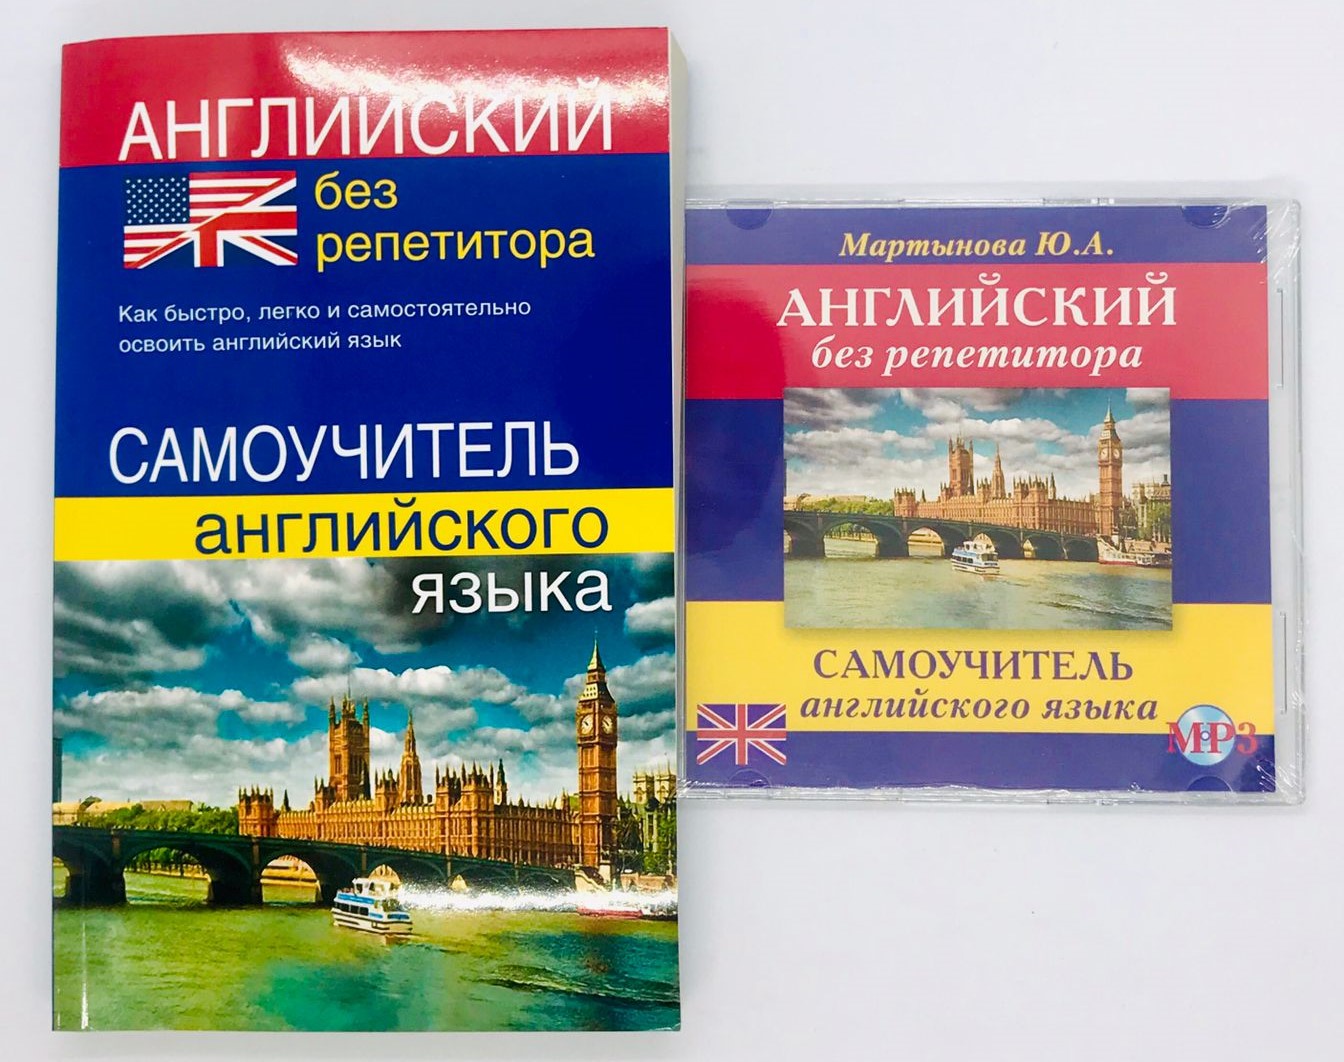 АНГЛИЙСКИЙ
без
репетитора
Как быстро, легко и самостоятельно
освоить английский язык
САМОУЧИТЕЛЬ
английского
языка
Мартынова Ю.А.
АНГЛИЙСКИЙ
без репетитора
САМОУЧИТЕЛЬ
английского языка
MP3